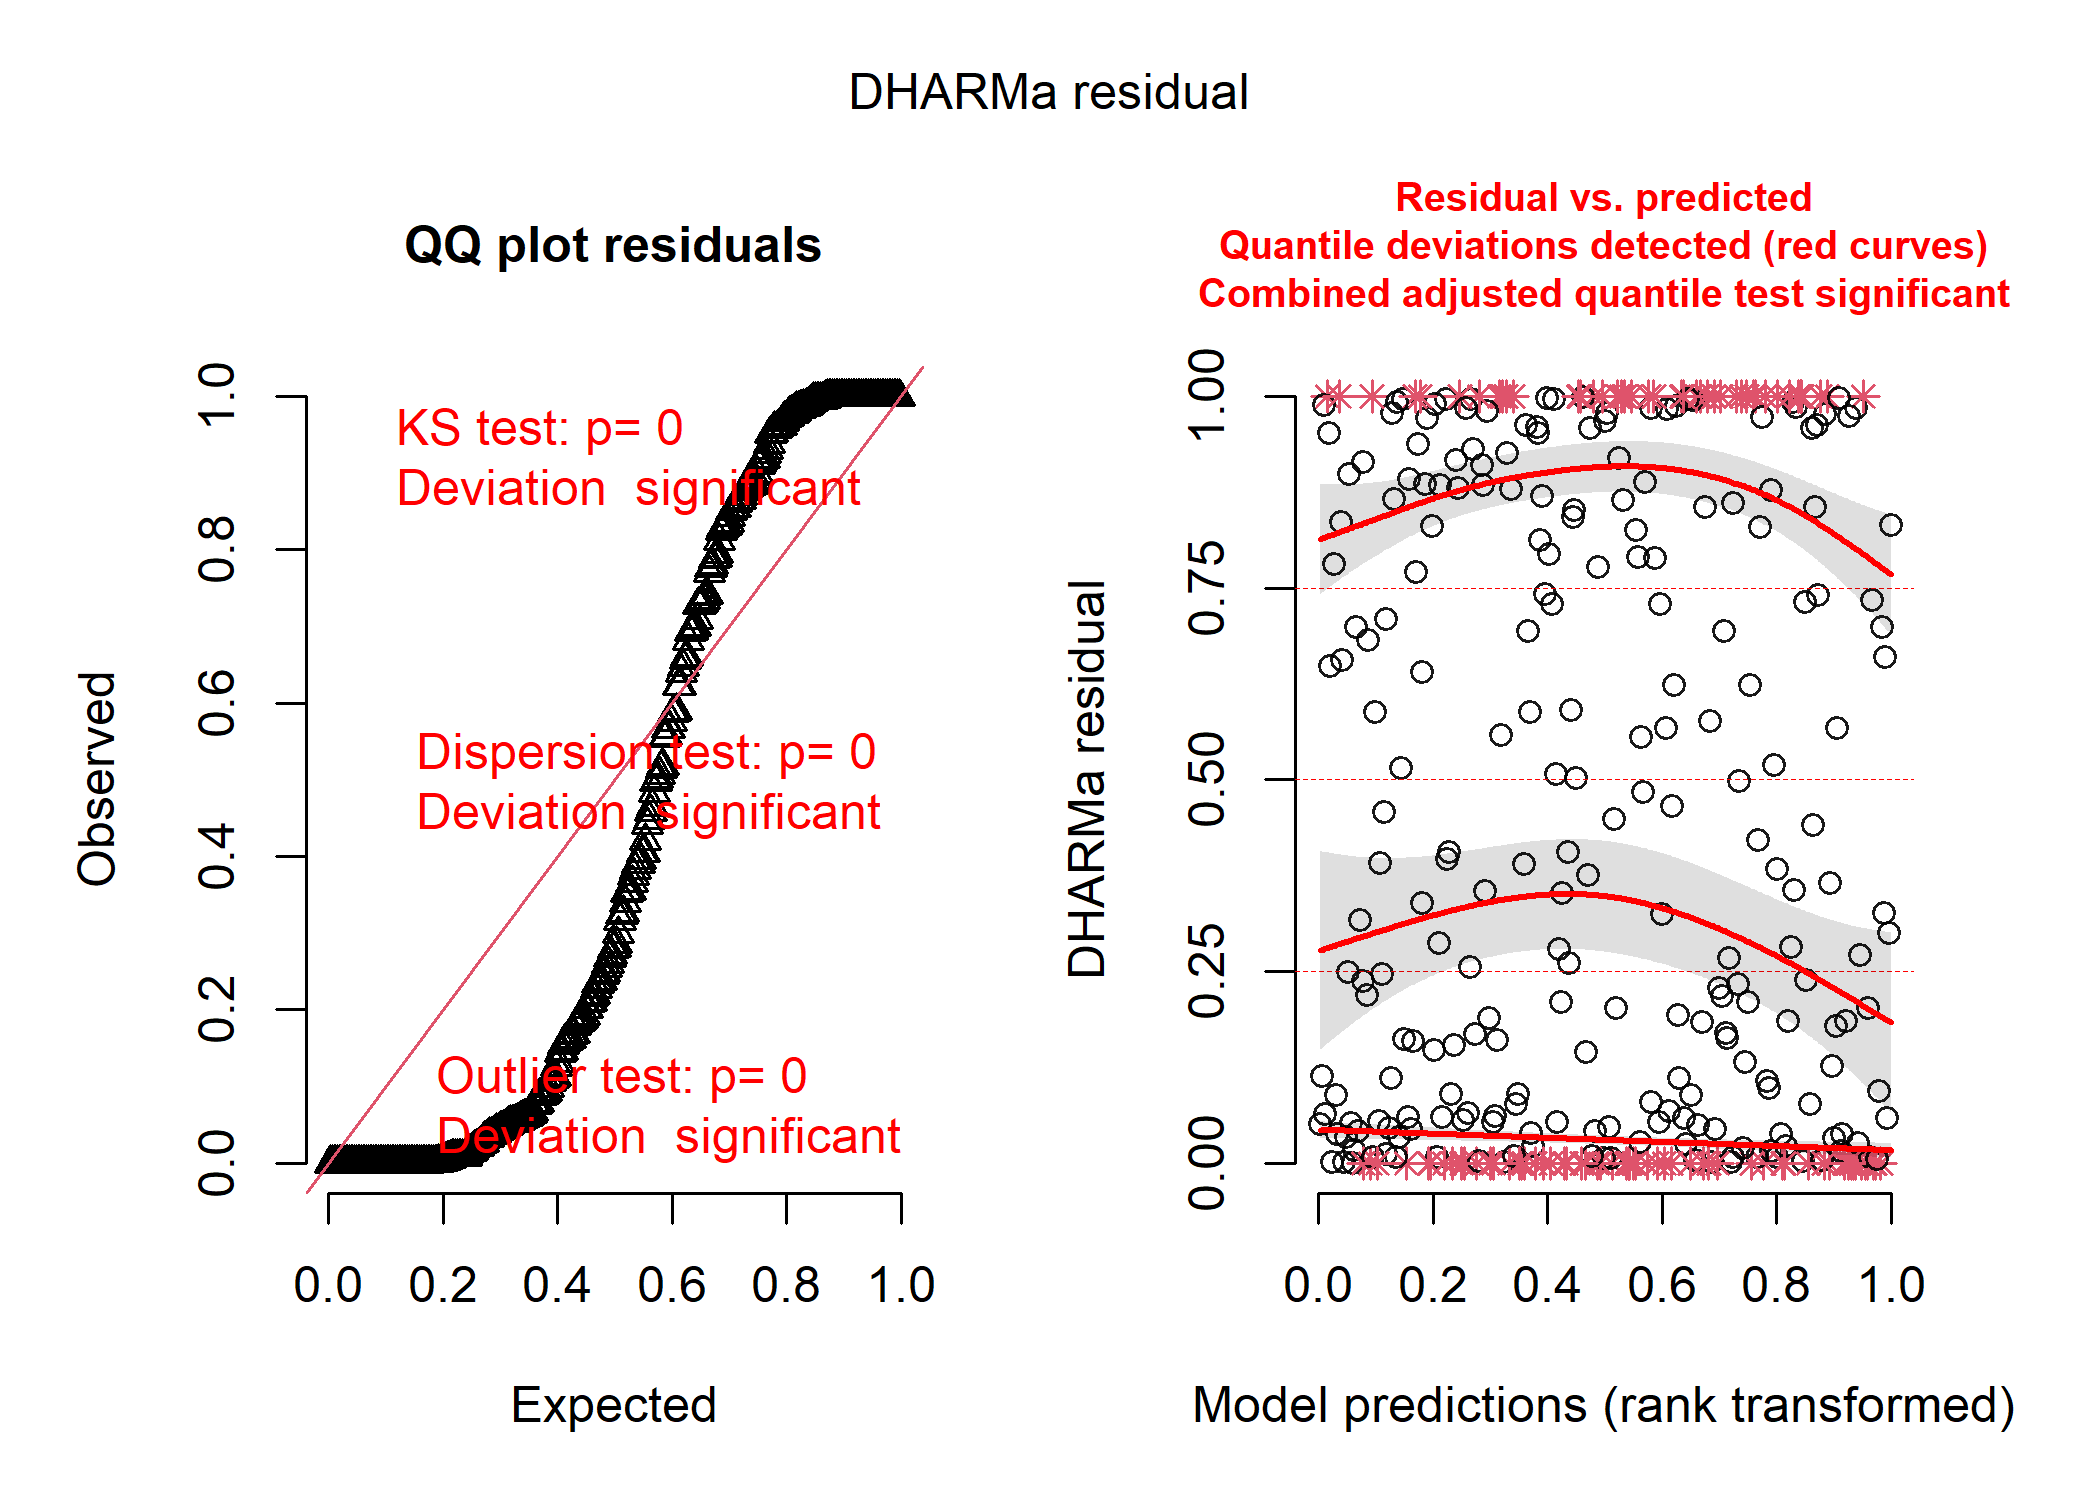 DHARMa residual
QQ plot residuals
KS test: p= 0
Deviation  significant
Dispersion test: p= 0
Deviation  significant
Outlier test: p= 0
Deviation  significant
Observed
0.0 0.2 0.4 0.6 0.8 1.0
0.0 0.2 0.4 0.6 0.8 1.0
Expected
Residual vs. predicted
Quantile deviations detected (red curves)
Combined adjusted quantile test significant
DHARMa residual
0.00 0.25 0.50 0.75 1.00
0.0 0.2 0.4 0.6 0.8 1.0
Model predictions (rank transformed)